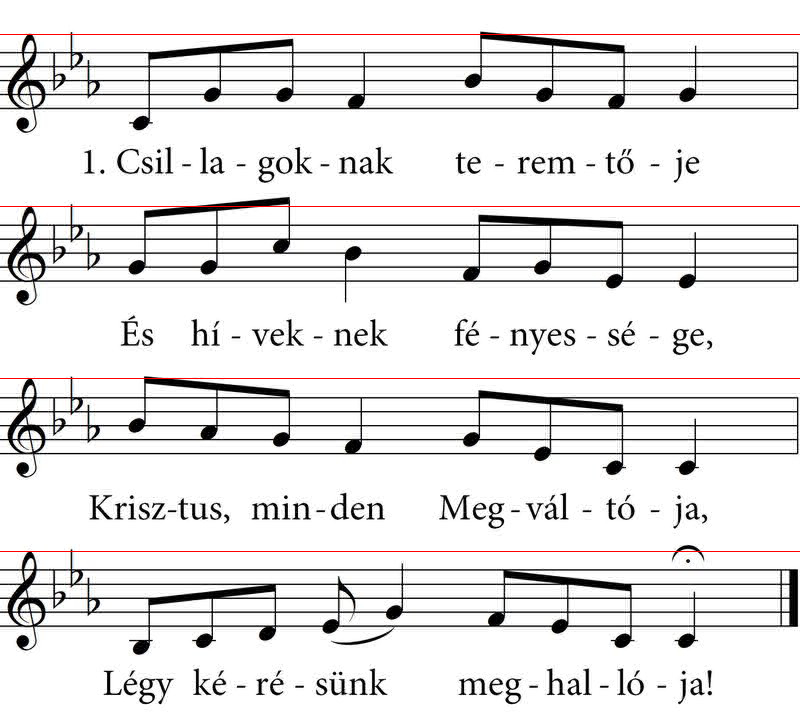 1. Csil - la - gok - nak te - rem - tő - je
És hí - vek - nek fé - nyes - sé - ge,
Krisz-tus, min-den Meg-vál - tó - ja,
Légy ké - ré - sünk meg-hal-ló - ja!